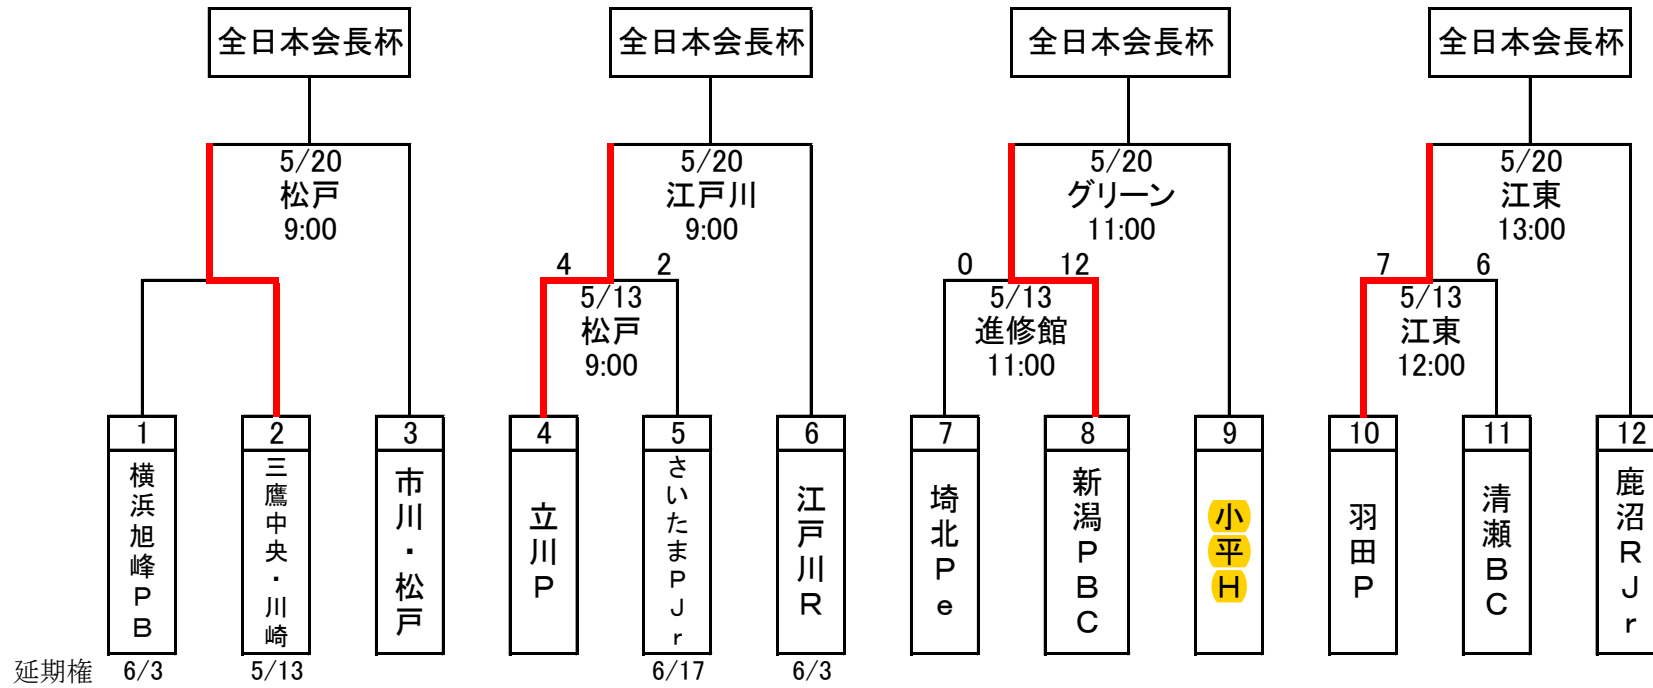 全日本会長杯
全日本会長杯
全日本会長杯
全日本会長杯
5/20
松戸
9:00
5/20
江戸川
9:00
5/20
グリーン
11:00
5/20
江東
13:00
4
2
5/13
松戸
9:00
0
12
5/13
進修館
11:00
7
6
5/13
江東
12:00
1
横浜旭峰PB
2
三鷹中央・川崎
3
市川・松戸
4
立川P
5
さいたまPJr
6
江戸川R
7
埼北Pe
8
新潟PBC
9
小平H
10
羽田P
11
清瀬BC
12
鹿沼RJr
延期権
6/3
5/13
6/17
6/3